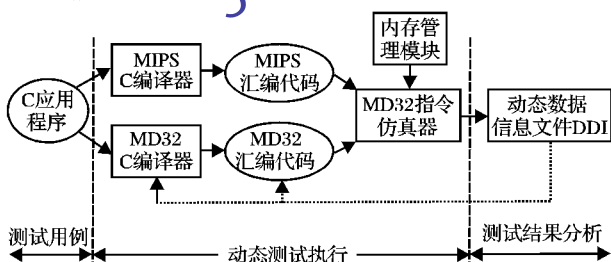 内存管
理模块
MIPS
C编译器
MIPS
汇编代码
C应用
程序
MD32指令
仿真器
动态数据
信息文件DDI
MD32
C编译器
MD32
汇编代码
测试用例
动态测试执行
测试结果分析